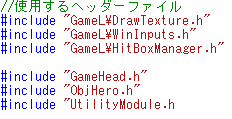 //使用するヘッダーファイル
#include "GameL¥DrawTexture.h"
#include "GameL¥WinInputs.h"
#include "GameL¥HitBoxManager.h"
#include "GameHead.h"
#include "ObjHero.h"
#include "UtilityModule.h